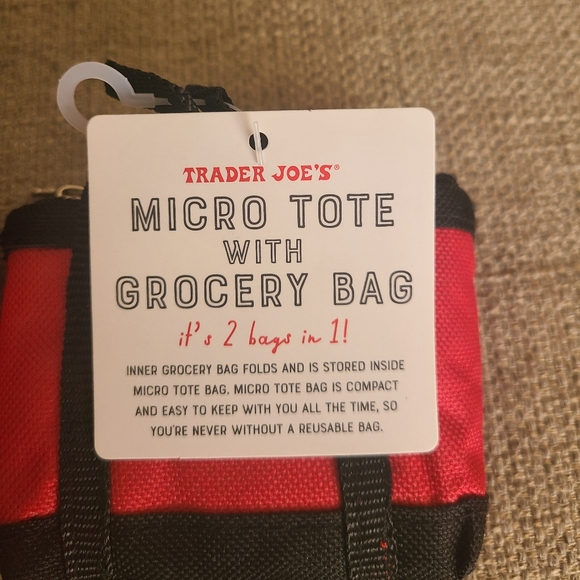 TRADER JOE'S®
MICRO TOTE
WITH
GROCERY BAG
it's 2 bags in 1!
INNER GROCERY BAG FOLDS AND IS STORED INSIDE
MICRO TOTE BAG. MICRO TOTE BAG IS COMPACT
AND EASY TO KEEP WITH YOU ALL THE TIME, SO
YOU'RE NEVER WITHOUT A REUSABLE BAG.